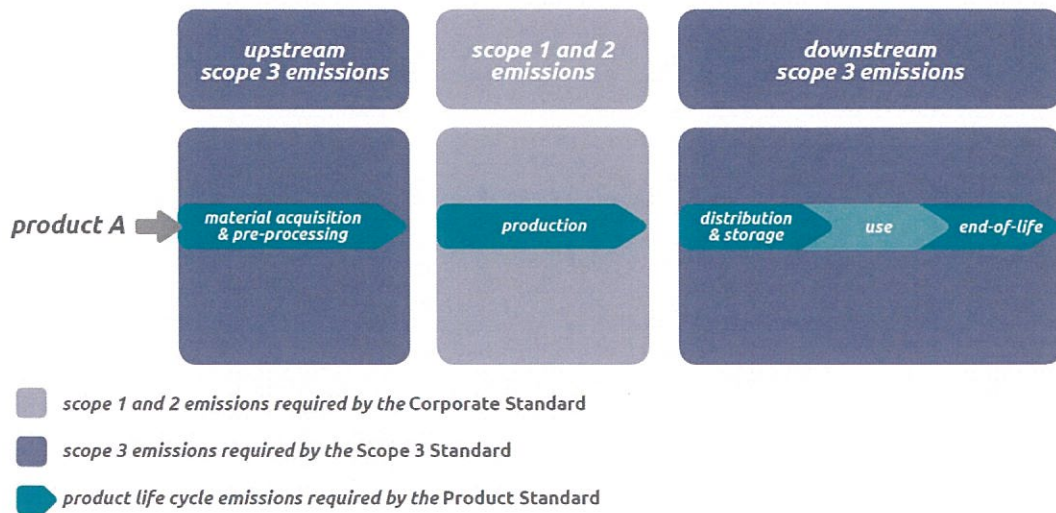 upstream
scope 3 emissions
scope 1 and 2
emissions
downstream
scope 3 emissions
product A
material acquisition
& pre-processing
production
distribution
& storage
use
end-of-life
scope 1 and 2 emissions required by the Corporate Standard
scope 3 emissions required by the Scope 3 Standard
product life cycle emissions required by the Product Standard